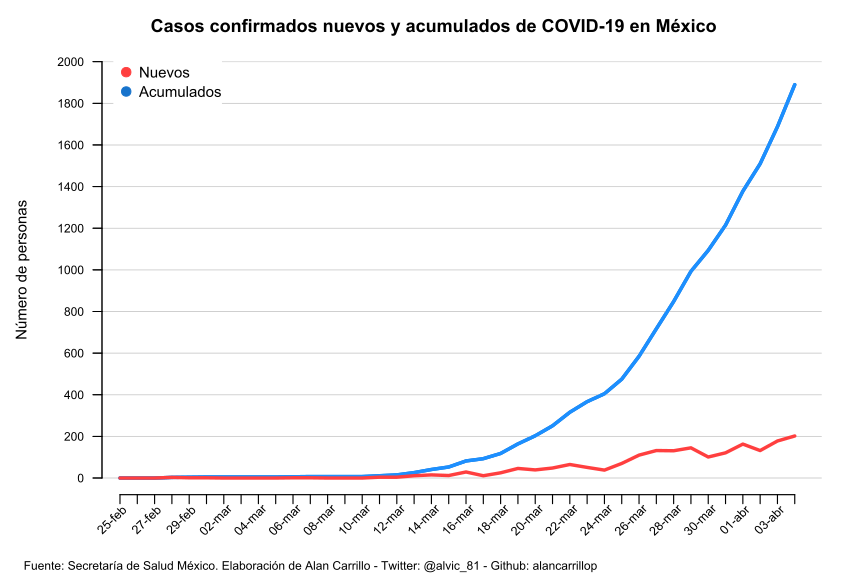 Casos confirmados nuevos y acumulados de COVID-19 en México
Nuevos
Acumulados
Número de personas
2000
1800
1600
1400
1200
1000
800
600
400
200
0
25-feb
27-feb
29-feb
02-mar
04-mar
06-mar
08-mar
10-mar
12-mar
14-mar
16-mar
18-mar
20-mar
22-mar
24-mar
26-mar
28-mar
30-mar
01-abr
03-abr
Fuente: Secretaría de Salud México. Elaboración de Alan Carrillo - Twitter: @alvic_81 - Github: alancarrillop